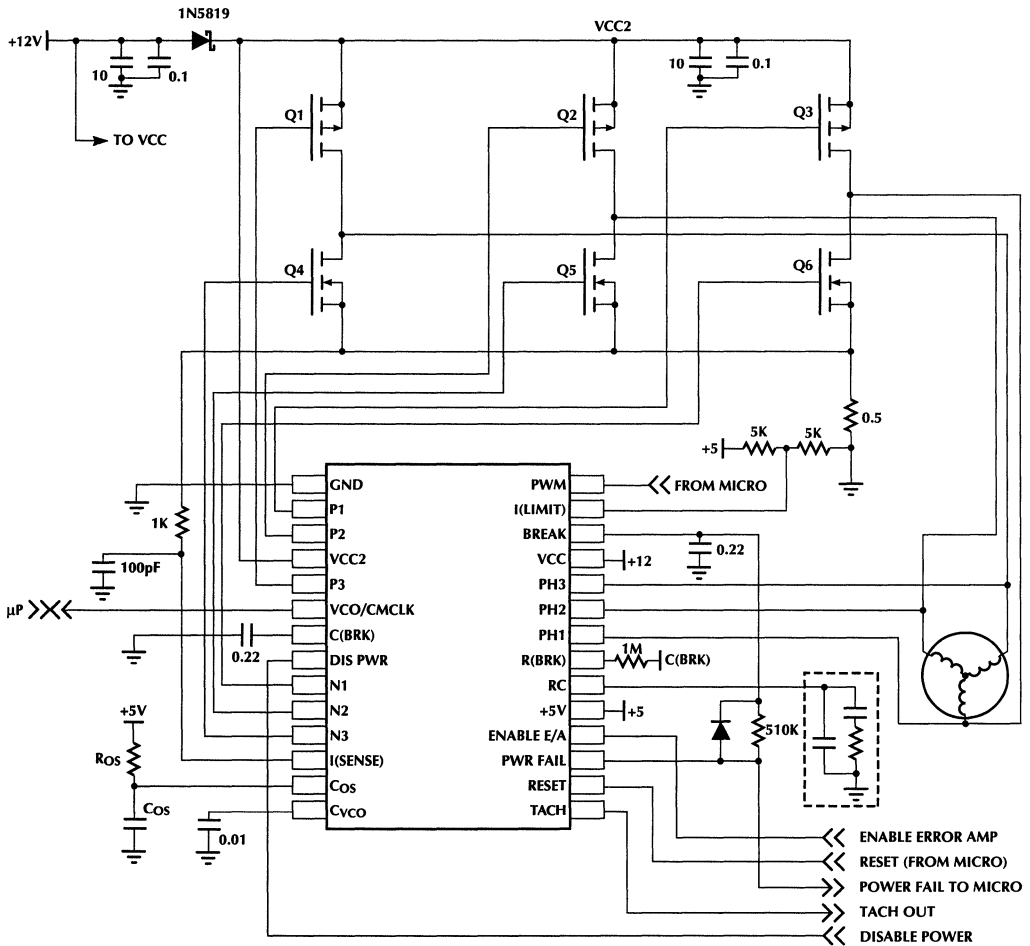 1N5819
+12V
VCC2
10
0.1
10
0.1
TO VCC
Q1
Q2
Q3
Q4
Q5
Q6
0.5
5K
5K
+5
GND
PWM
FROM MICRO
P1
I(LIMIT)
1K
P2
BREAK
0.22
100pF
VCC2
VCC
+12
P3
PH3
µP
VCO/CMCLK
PH2
C(BRK)
PH1
0.22
1M
DIS PWR
R(BRK)
C(BRK)
N1
RC
+5V
N2
+5V
+5
510K
N3
ENABLE E/A
ROS
I(SENSE)
PWR FAIL
COS
RESET
COS
CVCO
TACH
0.01
ENABLE ERROR AMP
RESET (FROM MICRO)
POWER FAIL TO MICRO
TACH OUT
DISABLE POWER